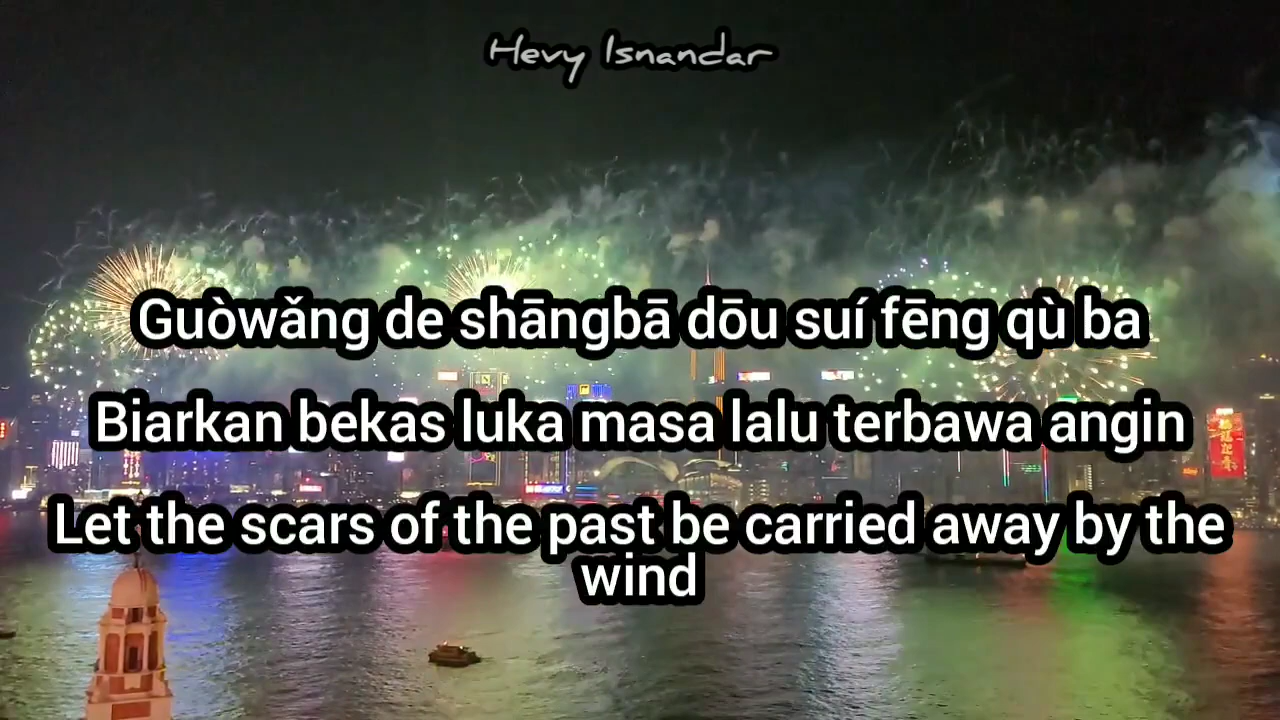 Hevy Isnandar
Guòwǎng de shāngbā dōu suí fēng qù ba
Biarkan bekas luka masa lalu terbawa angin
Let the scars of the past be carried away by the
wind